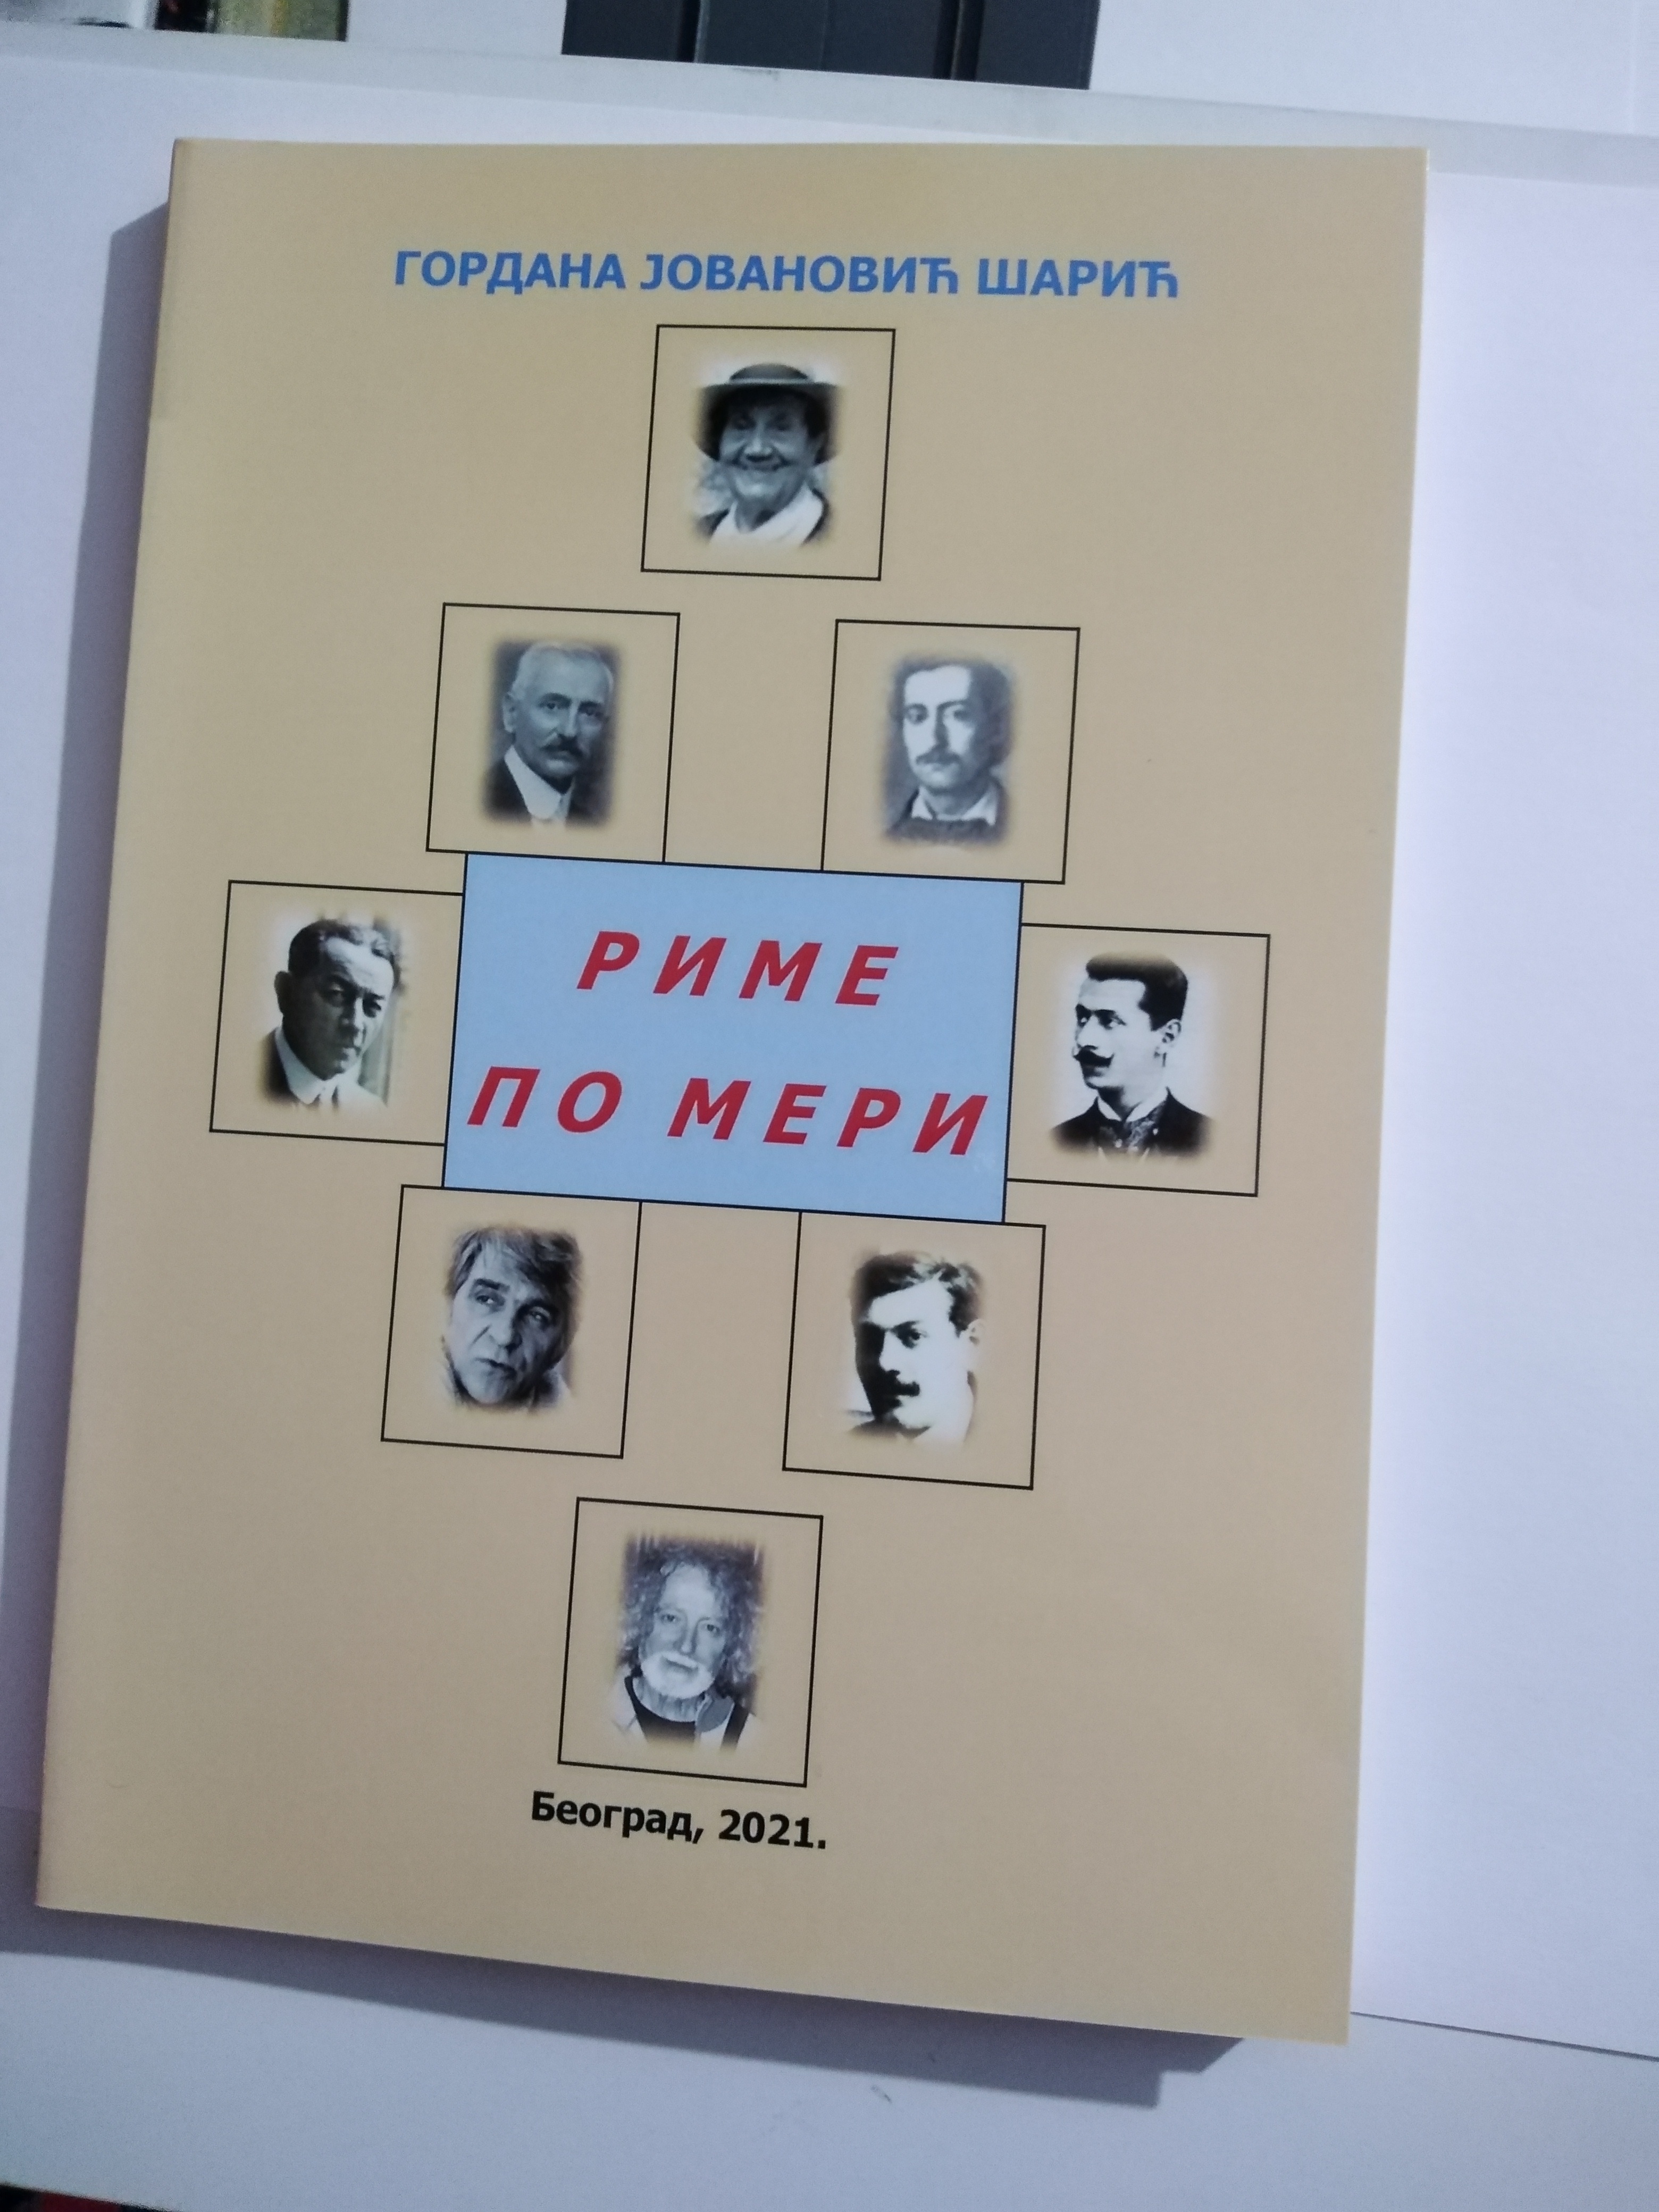 ГОРДАНА ЈОВАНОВИЋ ШАРИЋ
РИМЕ
ПО МЕРИ
Београд, 2021.